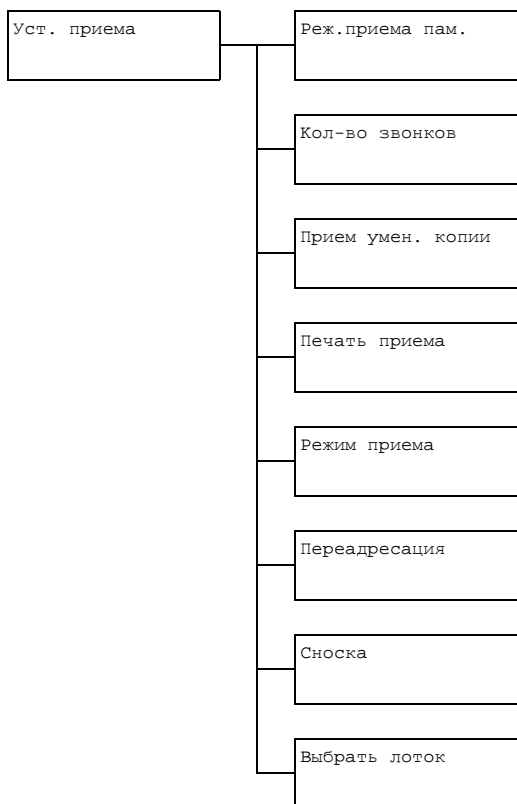 Уст. приема
Реж.приема пам.
Кол-во звонков
Прием умен. копии
Печать приема
Режим приема
Переадресация
Сноска
Выбрать лоток